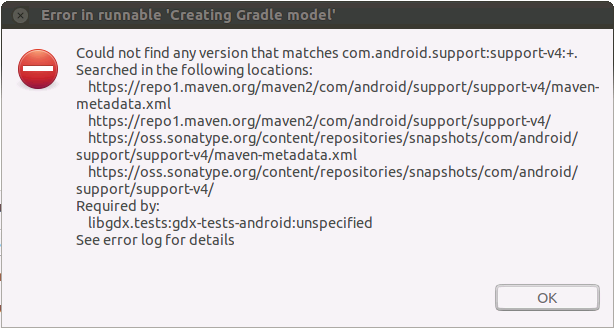 Error in runnable 'Creating Gradle model'
Could not find any version that matches com.android.support:support-v4:+.
Searched in the following locations:
https://repo1.maven.org/maven2/com/android/support/support-v4/maven-
metadata.xml
https://repo1.maven.org/maven2/com/android/support/support-v4/
https://oss.sonatype.org/content/repositories/snapshots/com/android/
support/support-v4/maven-metadata.xml
https://oss.sonatype.org/content/repositories/snapshots/com/android/
support/support-v4/
Required by:
libgdx.tests:gdx-tests-android:unspecified
See error log for details
OK